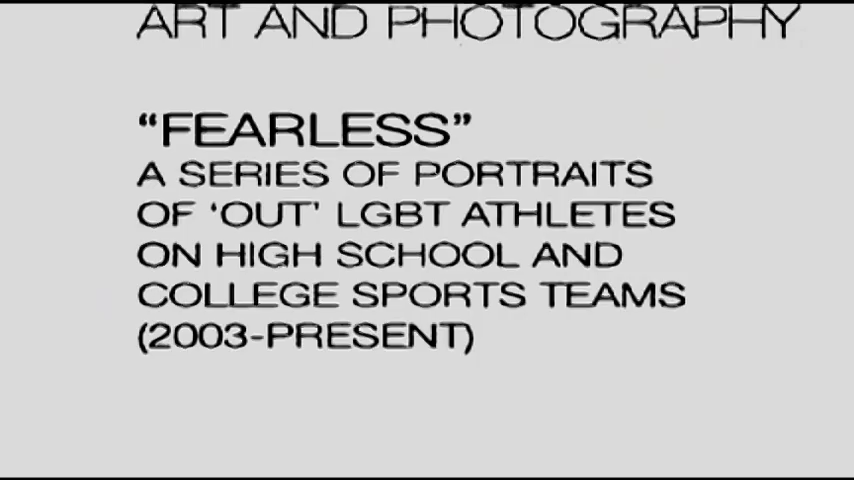 ART AND PHOTOGRAPHY
“FEARLESS”
A SERIES OF PORTRAITS
OF ‘OUT’ LGBT ATHLETES
ON HIGH SCHOOL AND
COLLEGE SPORTS TEAMS
(2003-PRESENT)